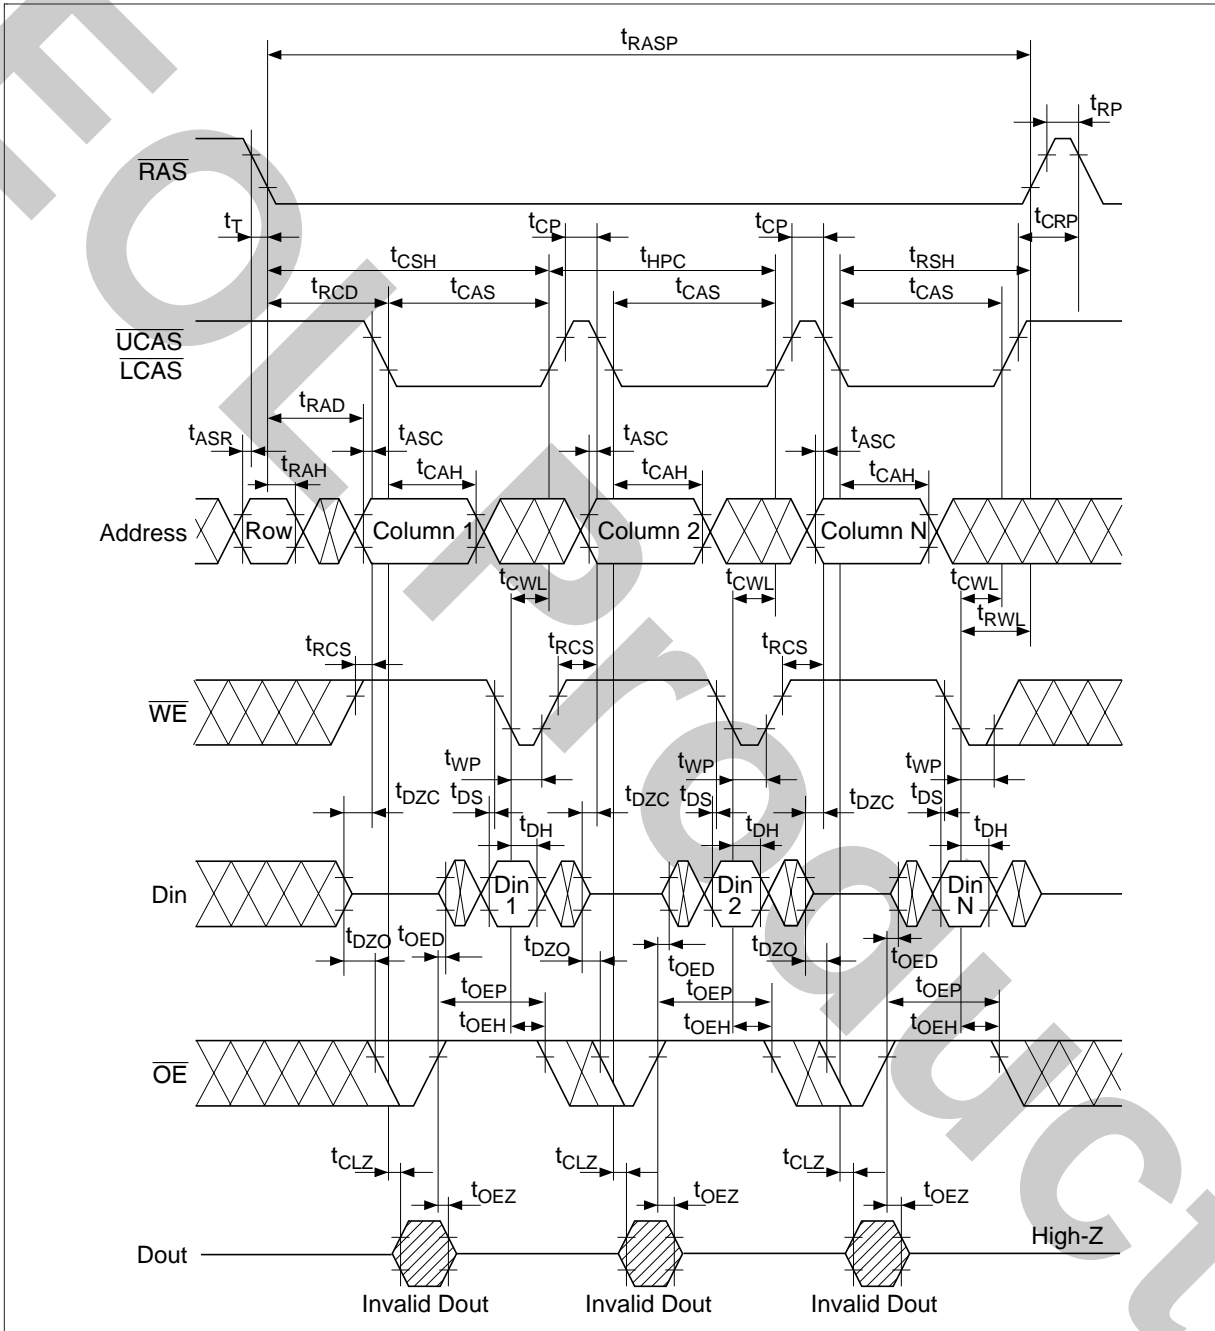 EOL Product
tRASP
tRP
RAS
tT
tCP
tCP
tCRP
tCSH
tHPC
tRSH
tRCD
tCAS
tCAS
tCAS
UCAS
LCAS
tRAD
tASR
tASC
tASC
tASC
tRAH
tCAH
tCAH
tCAH
Address
Row
Column 1
Column 2
Column N
tCWL
tCWL
tCWL
tRWL
tRCS
tRCS
tRCS
WE
tWP
tWP
tWP
tDZC
tDS
tDZC
tDS
tDZC
tDS
tDH
tDH
tDH
Din
Din 1
Din 2
Din N
tDZO
tOED
tDZO
tOED
tDZO
tOED
tOEP
tOEP
tOEP
tOEH
tOEH
tOEH
OE
tCLZ
tCLZ
tCLZ
tOEZ
tOEZ
tOEZ
Dout
High-Z
Invalid Dout
Invalid Dout
Invalid Dout